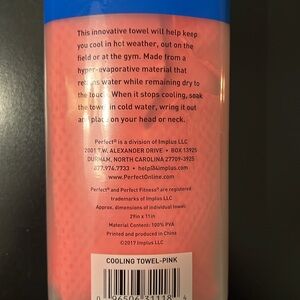 This innovative towel will help keep
you cool in hot weather, out on the
field or at the gym. Made from a
hyper-evaporative material that
retains water while remaining dry to
the touch. When it stops cooling, soak
the towel in cold water, wring it out
and place on your head or neck.
Perfect® is a division of Implus LLC
2001 T.W. ALEXANDER DRIVE • BOX 13925
DURHAM, NORTH CAROLINA 27709-3925
877.974.7733 • help@implus.com
www.PerfectOnline.com
Perfect® and Perfect Fitness® are registered
trademarks of Implus LLC
Approx. dimensions of individual towel:
29in x 11in
Material Content: 100% PVA
Produced and Packaged in China
©2017 Implus LLC
COOLING TOWEL-PINK